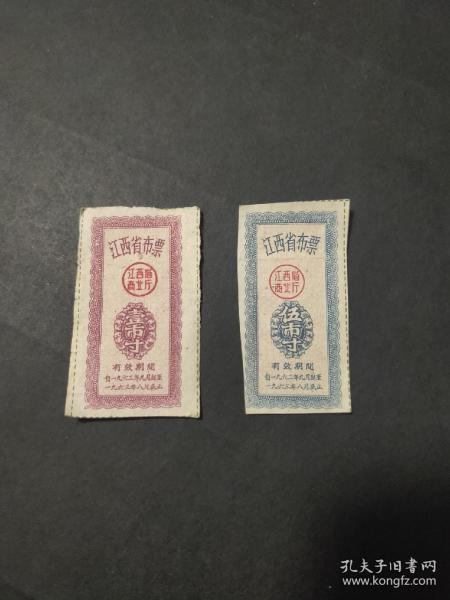 江西省布票
江西省
商业厅
壹市寸
有效期间
自一九六二年九月起至
一九六三年八月底止
江西省布票
江西省
商业厅
伍市寸
有效期间
自一九六二年九月起至
一九六三年八月底止
孔夫子旧书网
www.kongfz.com